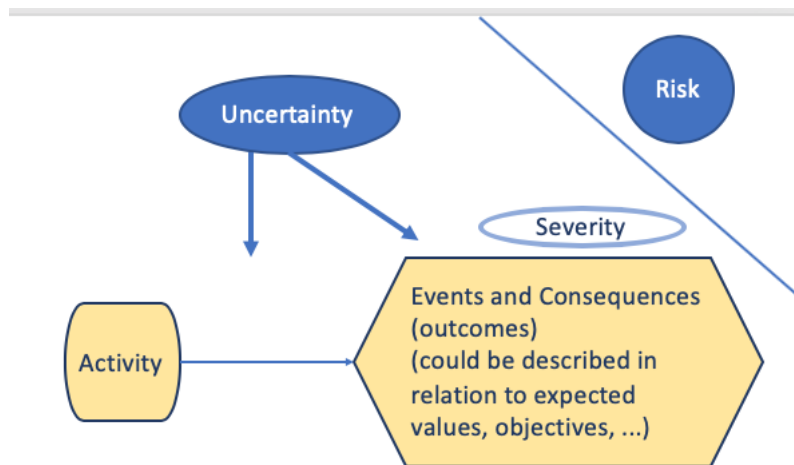 Risk
Uncertainty
Severity
Events and Consequences
(outcomes)
(could be described in
relation to expected
values, objectives, ...)
Activity